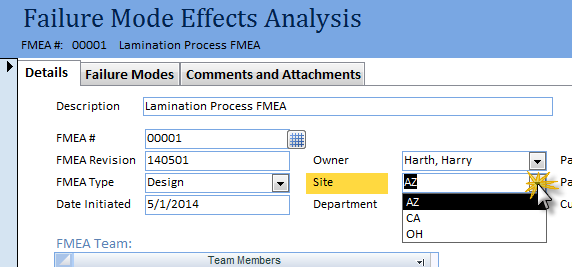 Failure Mode Effects Analysis
FMEA #: 00001 Lamination Process FMEA
Details Failure Modes Comments and Attachments
Description Lamination Process FMEA
FMEA # 00001
FMEA Revision 140501 Owner Harth, Harry Pa
FMEA Type Design Site AZ Pa
Date Initiated 5/1/2014 Department AZ Cu
CA
OH
FMEA Team:
Team Members